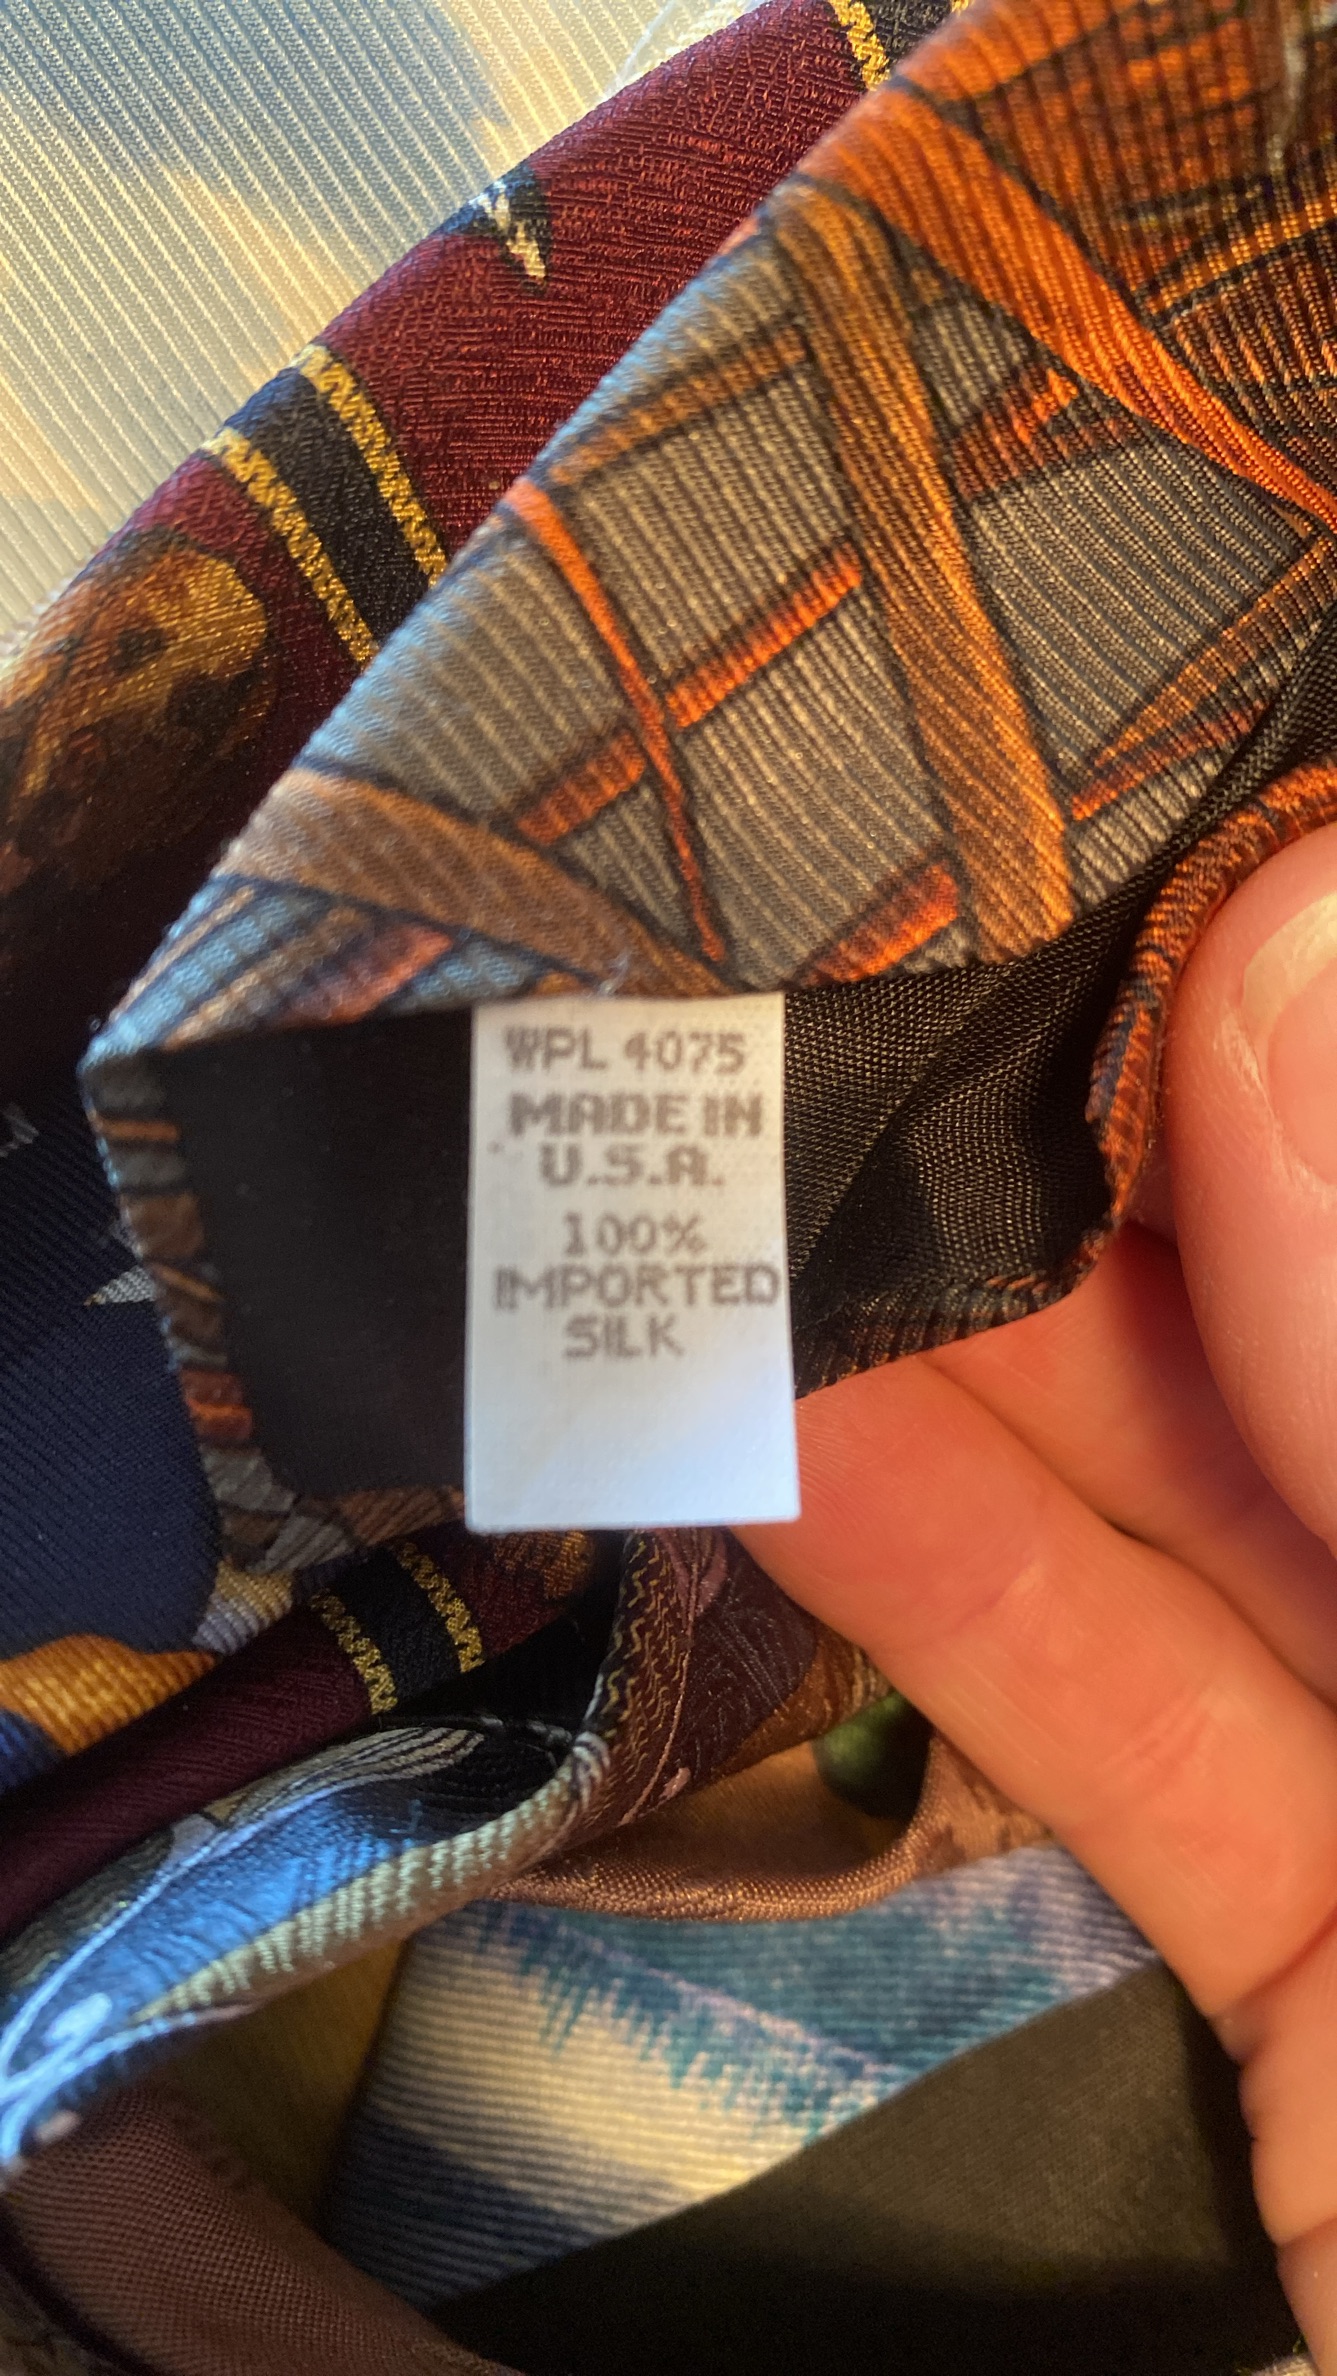 WPL 4075
MADE IN
U.S.A.
100%
IMPORTED
SILK